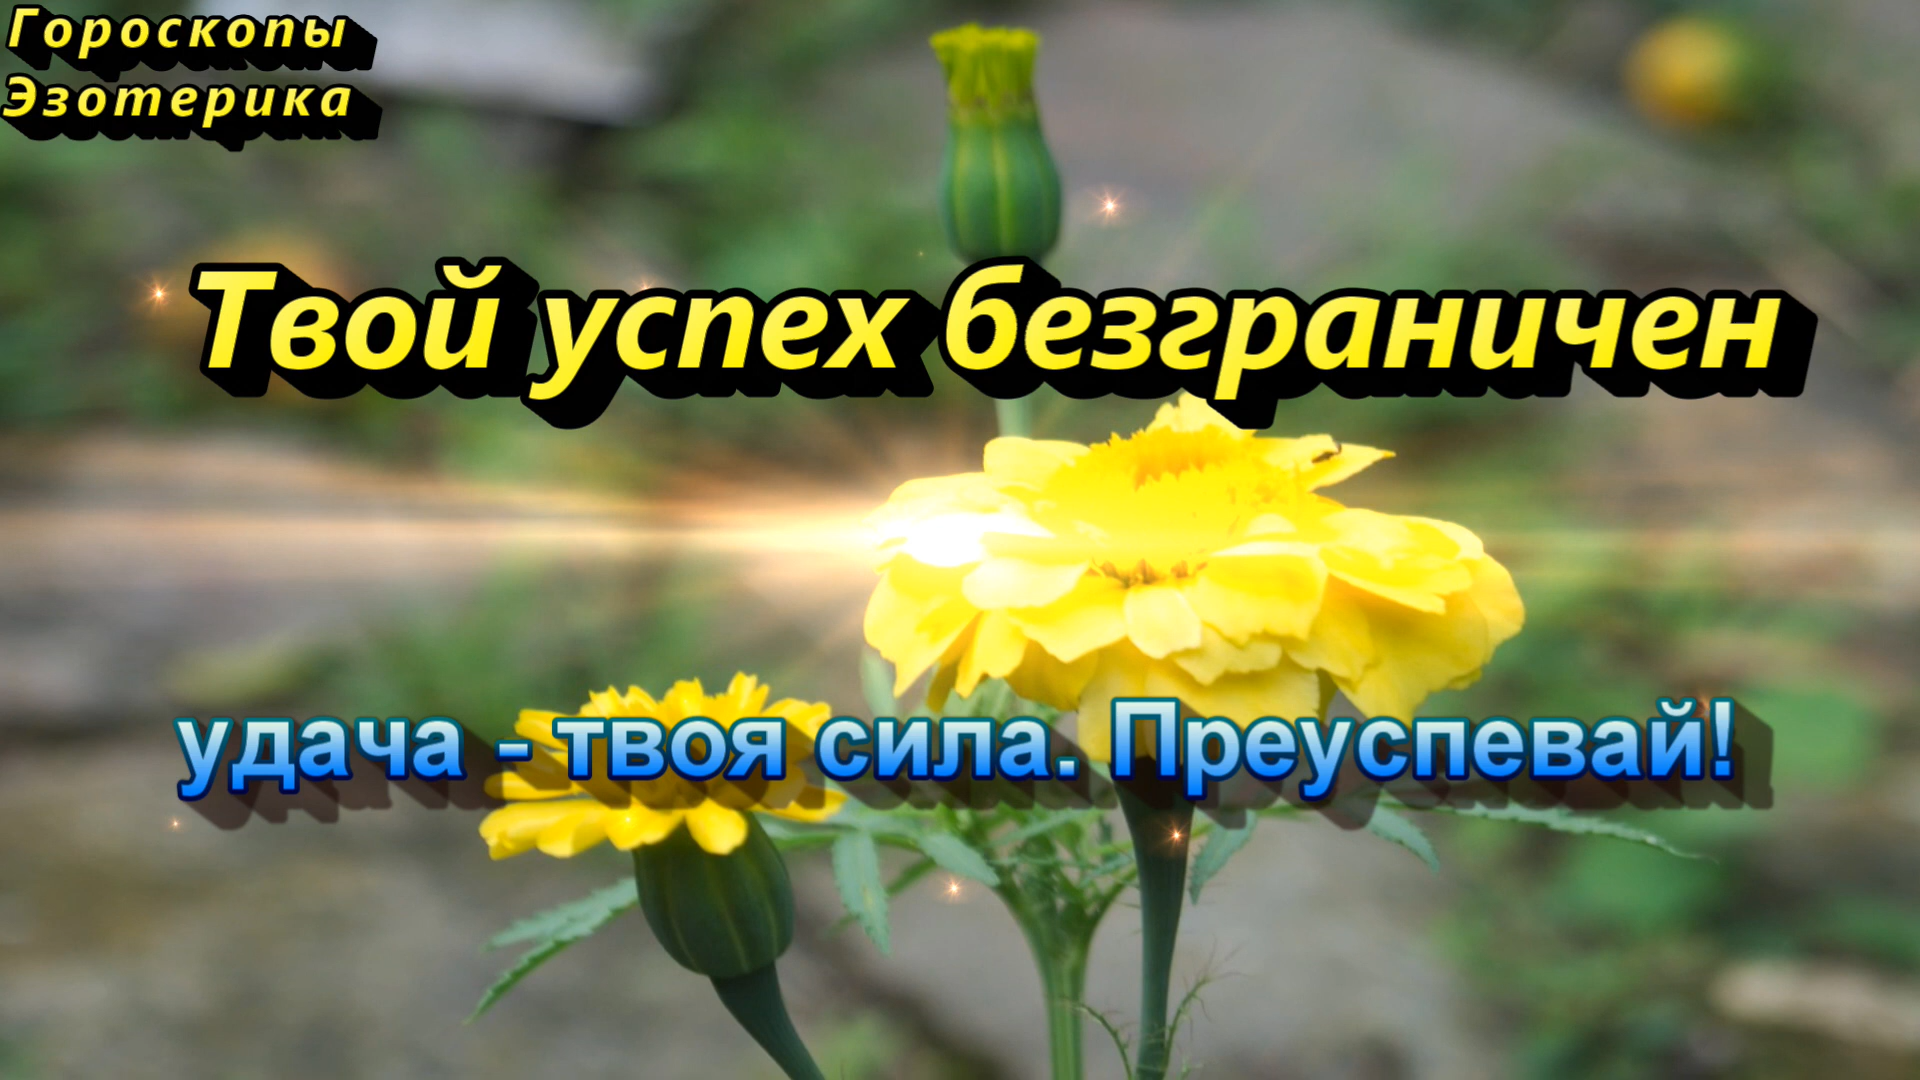 Гороскопы
Эзотерика
Твой успех безграничен
удача - твоя сила. Преуспевай!